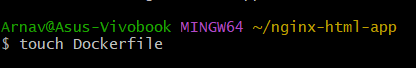 Arnav@Asus-Vivobook MINGW64 ~/nginx-html-app
$ touch Dockerfile